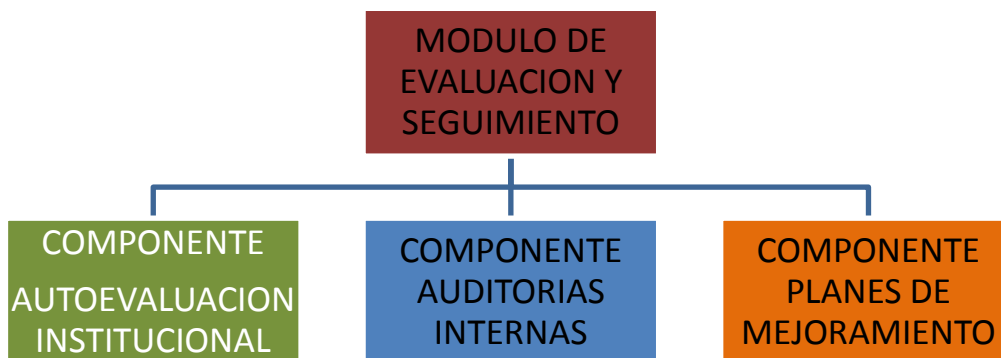 MODULO DE
EVALUACION Y
SEGUIMIENTO
COMPONENTE
AUTOEVALUACION
INSTITUCIONAL
COMPONENTE
AUDITORIAS
INTERNAS
COMPONENTE
PLANES DE
MEJORAMIENTO